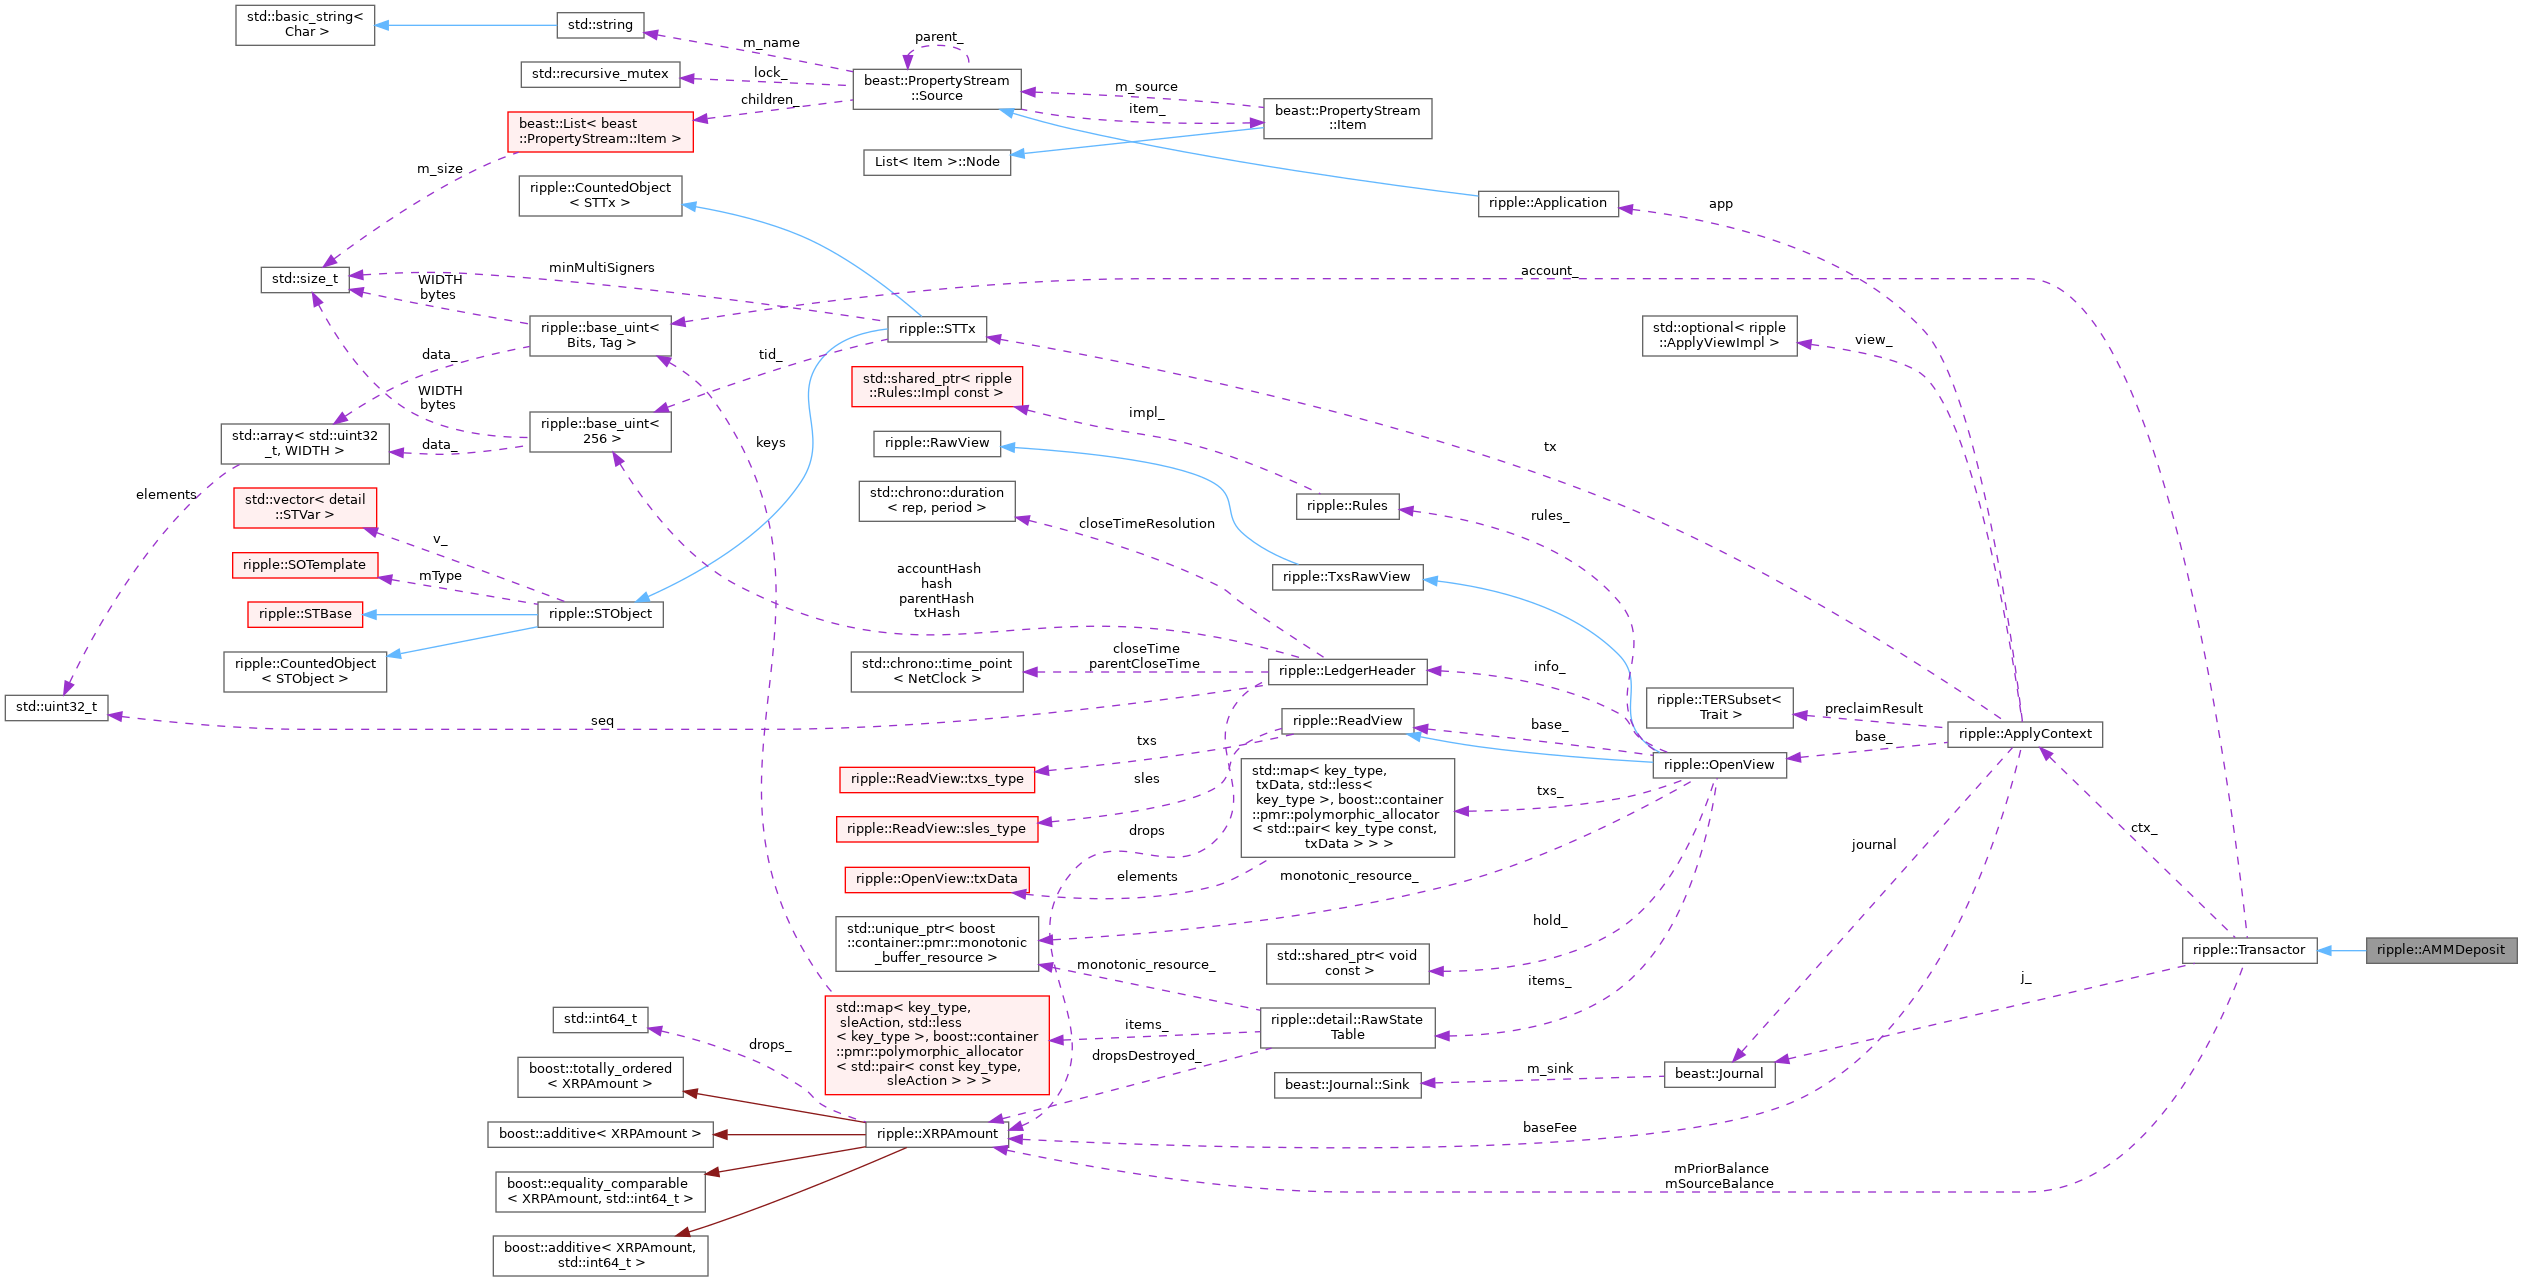 std::basic_string<
Char >
std::string
m_name
parent_
std::recursive_mutex
lock_
beast::PropertyStream
::Source
m_source
item_
beast::PropertyStream
::Item
children_
beast::List< beast
::PropertyStream::Item >
List< Item >::Node
m_size
ripple::CountedObject
< STTx >
ripple::Application
app
std::size_t
minMultiSigners
account_
WIDTH
bytes
ripple::base_uint<
Bits, Tag >
ripple::STTx
std::optional< ripple
::ApplyViewImpl >
view_
data_
tid_
std::shared_ptr< ripple
::Rules::Impl const >
impl_
WIDTH
bytes
ripple::base_uint<
256 >
keys
ripple::RawView
tx
std::array< std::uint32
_t, WIDTH >
data_
elements
std::vector< detail
::STVar >
v_
std::chrono::duration
< rep, period >
closeTimeResolution
ripple::Rules
rules_
ripple::SOTemplate
mType
accountHash
hash
parentHash
txHash
ripple::TxsRawView
ripple::STBase
ripple::STObject
ripple::CountedObject
< STObject >
std::chrono::time_point
< NetClock >
closeTime
parentCloseTime
ripple::LedgerHeader
info_
std::uint32_t
seq
ripple::ReadView
base_
ripple::TERSubset<
Trait >
preclaimResult
base_
ripple::ApplyContext
txs
ripple::ReadView::txs_type
sles
ripple::OpenView
std::map< key_type,
txData, std::less<
key_type >, boost::container
::pmr::polymorphic_allocator
< std::pair< key_type const,
txData > > >
txs_
ripple::ReadView::sles_type
drops
ctx_
journal
ripple::OpenView::txData
elements
monotonic_resource_
std::unique_ptr< boost
::container::pmr::monotonic
_buffer_resource >
hold_
std::shared_ptr< void
const >
ripple::Transactor
ripple::AMMDeposit
monotonic_resource_
items_
j_
std::map< key_type,
sleAction, std::less
< key_type >, boost::container
::pmr::polymorphic_allocator
< std::pair< const key_type,
sleAction > > >
items_
ripple::detail::RawState
Table
std::int64_t
drops_
dropsDestroyed_
boost::totally_ordered
< XRPAmount >
beast::Journal::Sink
m_sink
beast::Journal
boost::additive< XRPAmount >
ripple::XRPAmount
baseFee
boost::equality_comparable
< XRPAmount, std::int64_t >
mPriorBalance
mSourceBalance
boost::additive< XRPAmount,
std::int64_t >